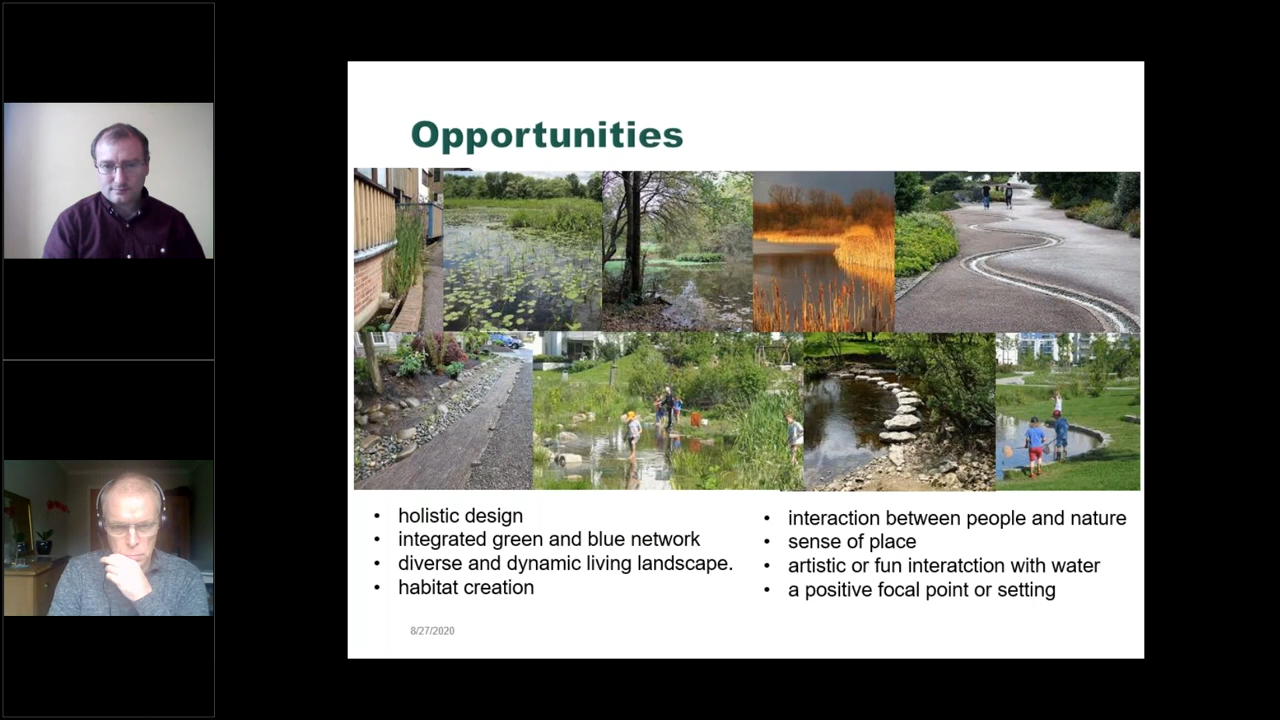 Opportunities
• holistic design
• integrated green and blue network
• diverse and dynamic living landscape.
• habitat creation
• interaction between people and nature
• sense of place
• artistic or fun interatction with water
• a positive focal point or setting
8/27/2020